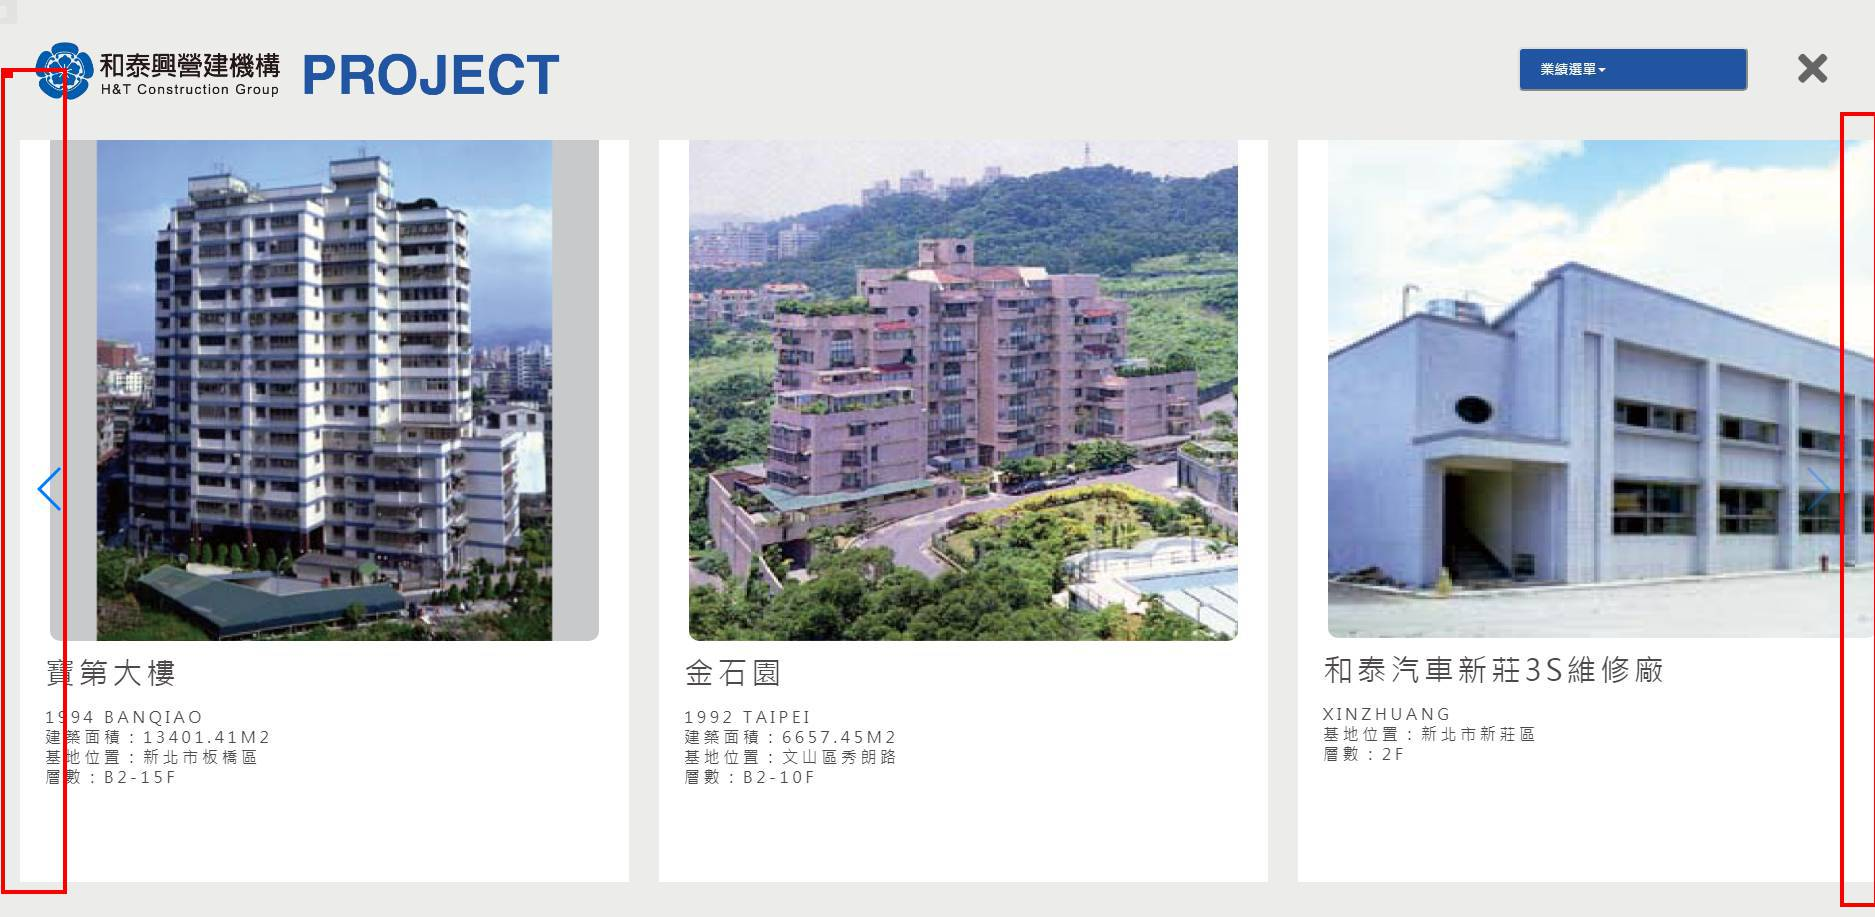 和泰興營建機構
H&T Construction Group
PROJECT
業績選單
寶第大樓
1994 BANQIAO
建築面積：13401.41M2
基地位置：新北市板橋區
層數：B2-15F
金石園
1992 TAIPEI
建築面積：6657.45M2
基地位置：文山區秀朗路
層數：B2-10F
和泰汽車新莊3S維修廠
XINZHUANG
基地位置：新北市新莊區
層數：2F